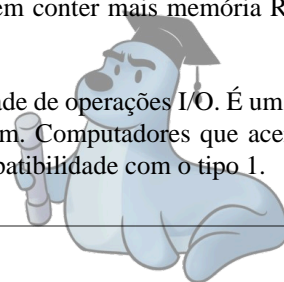 em conter mais memória R
ade de operações I/O. É um
m. Computadores que ace
patibilidade com o tipo 1.